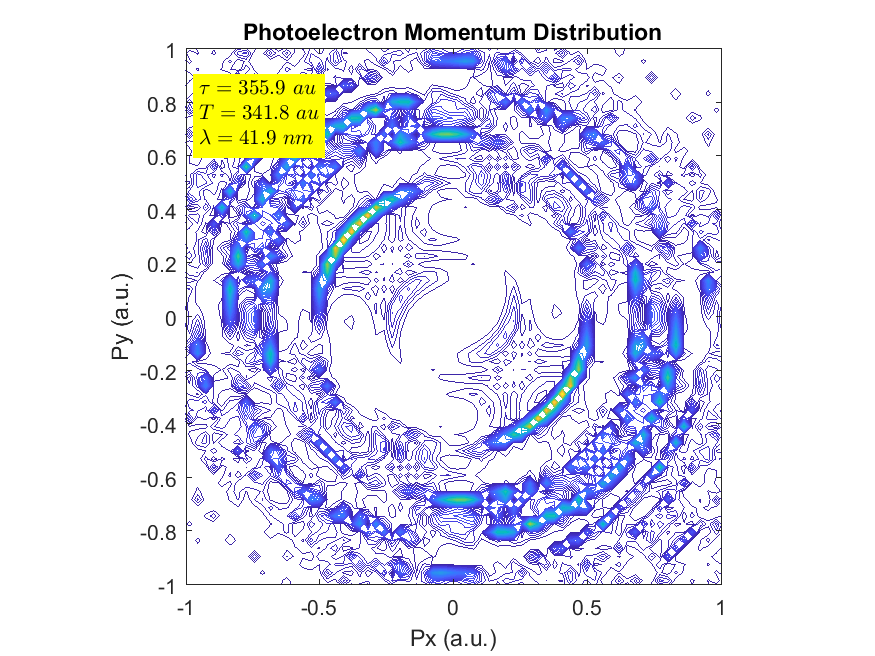 Photoelectron Momentum Distribution
τ = 355.9 au
T = 341.8 au
λ = 41.9 nm
1
0.8
0.6
0.4
0.2
0
-0.2
-0.4
-0.6
-0.8
-1
Py (a.u.)
-1
-0.5
0
0.5
1
Px (a.u.)